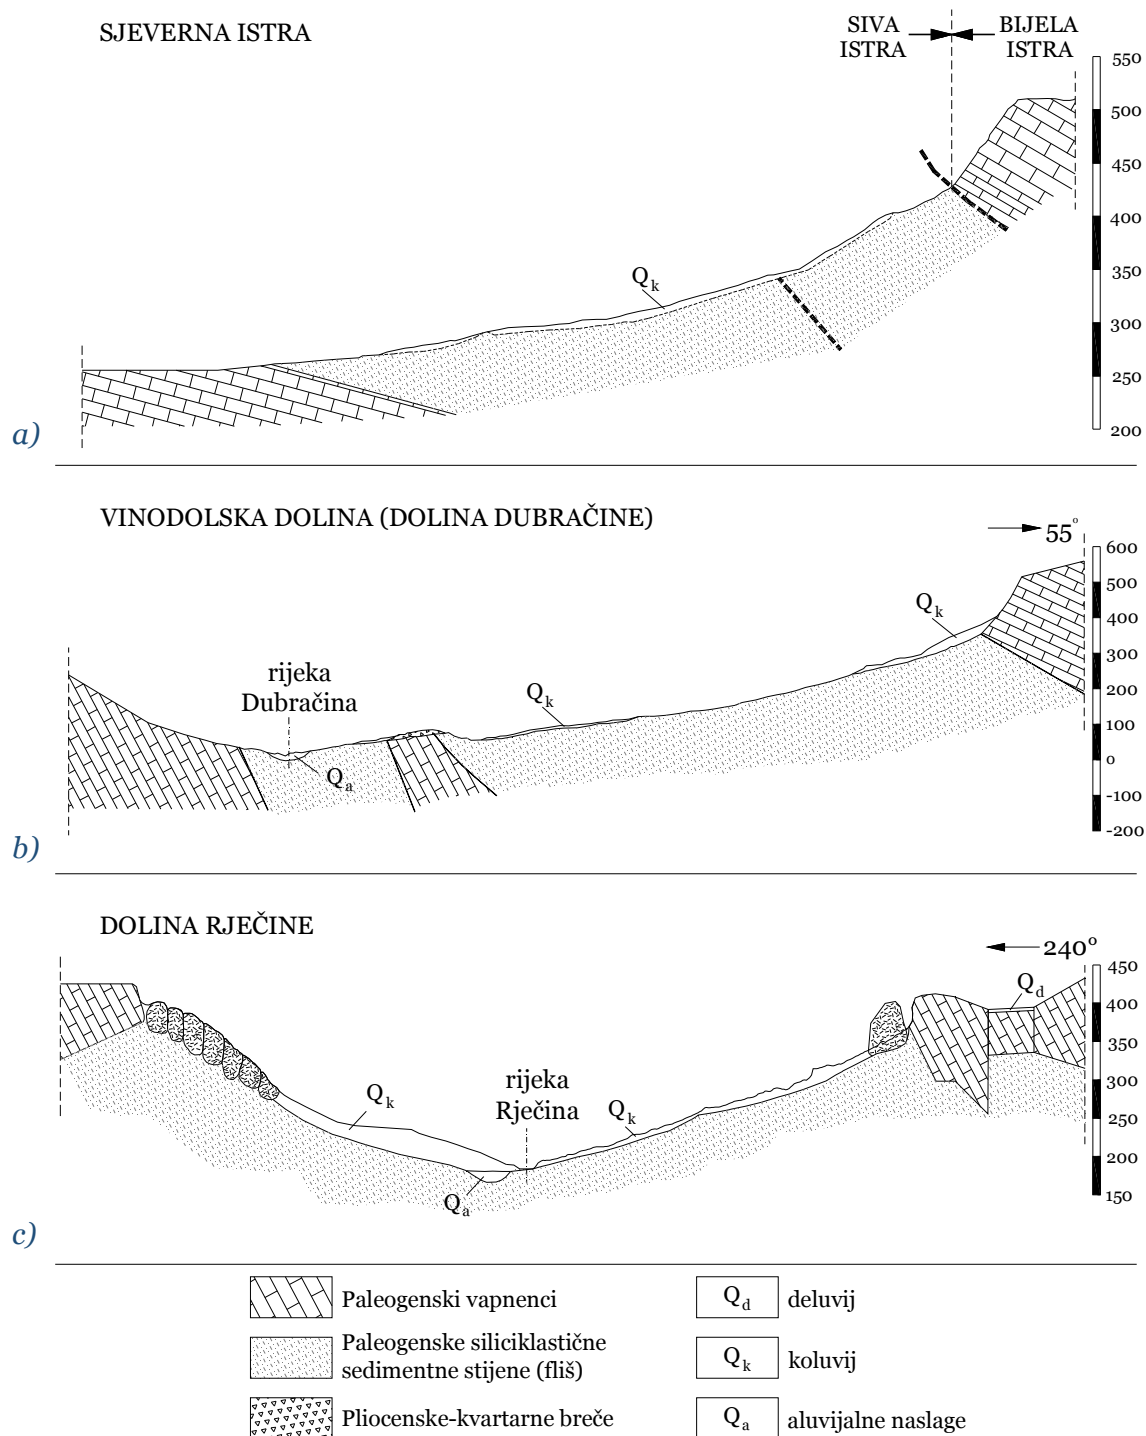 SJEVERNA ISTRA
SIVA
ISTRA
BIJELA
ISTRA
550
500
450
400
350
300
250
200
Qk
a)
VINODOLSKA DOLINA (DOLINA DUBRAČINE)
55°
600
500
400
300
200
100
0
-100
-200
Qk
rijeka
Dubračina
Qk
Qa
b)
DOLINA RJEČINE
240°
450
400
350
300
250
200
150
Qd
rijeka
Rječina
Qk
Qk
Qa
c)
Paleogenski vapnenci
Paleogenske siliciklastične
sedimentne stijene (fliš)
Pliocenske-kvartarne breče
Qd deluvij
Qk koluvij
Qa aluvijalne naslage